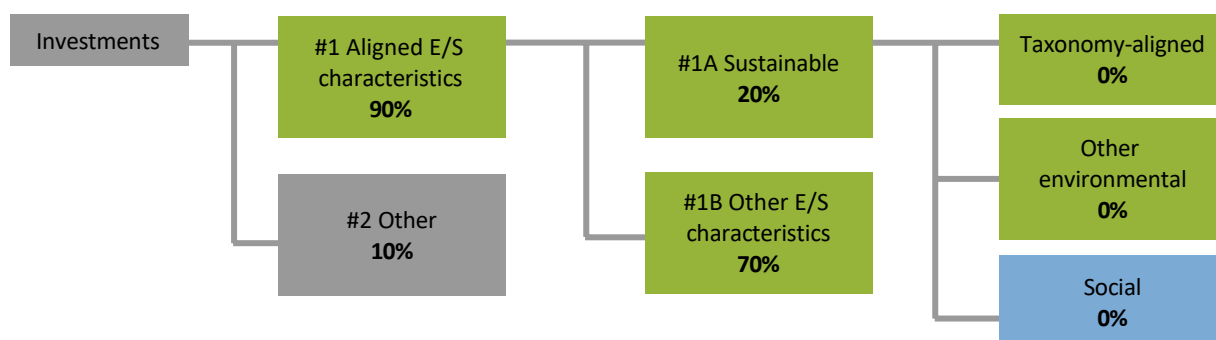 Investments
#1 Aligned E/S
characteristics
90%
#2 Other
10%
#1A Sustainable
20%
#1B Other E/S
characteristics
70%
Taxonomy-aligned
0%
Other
environmental
0%
Social
0%